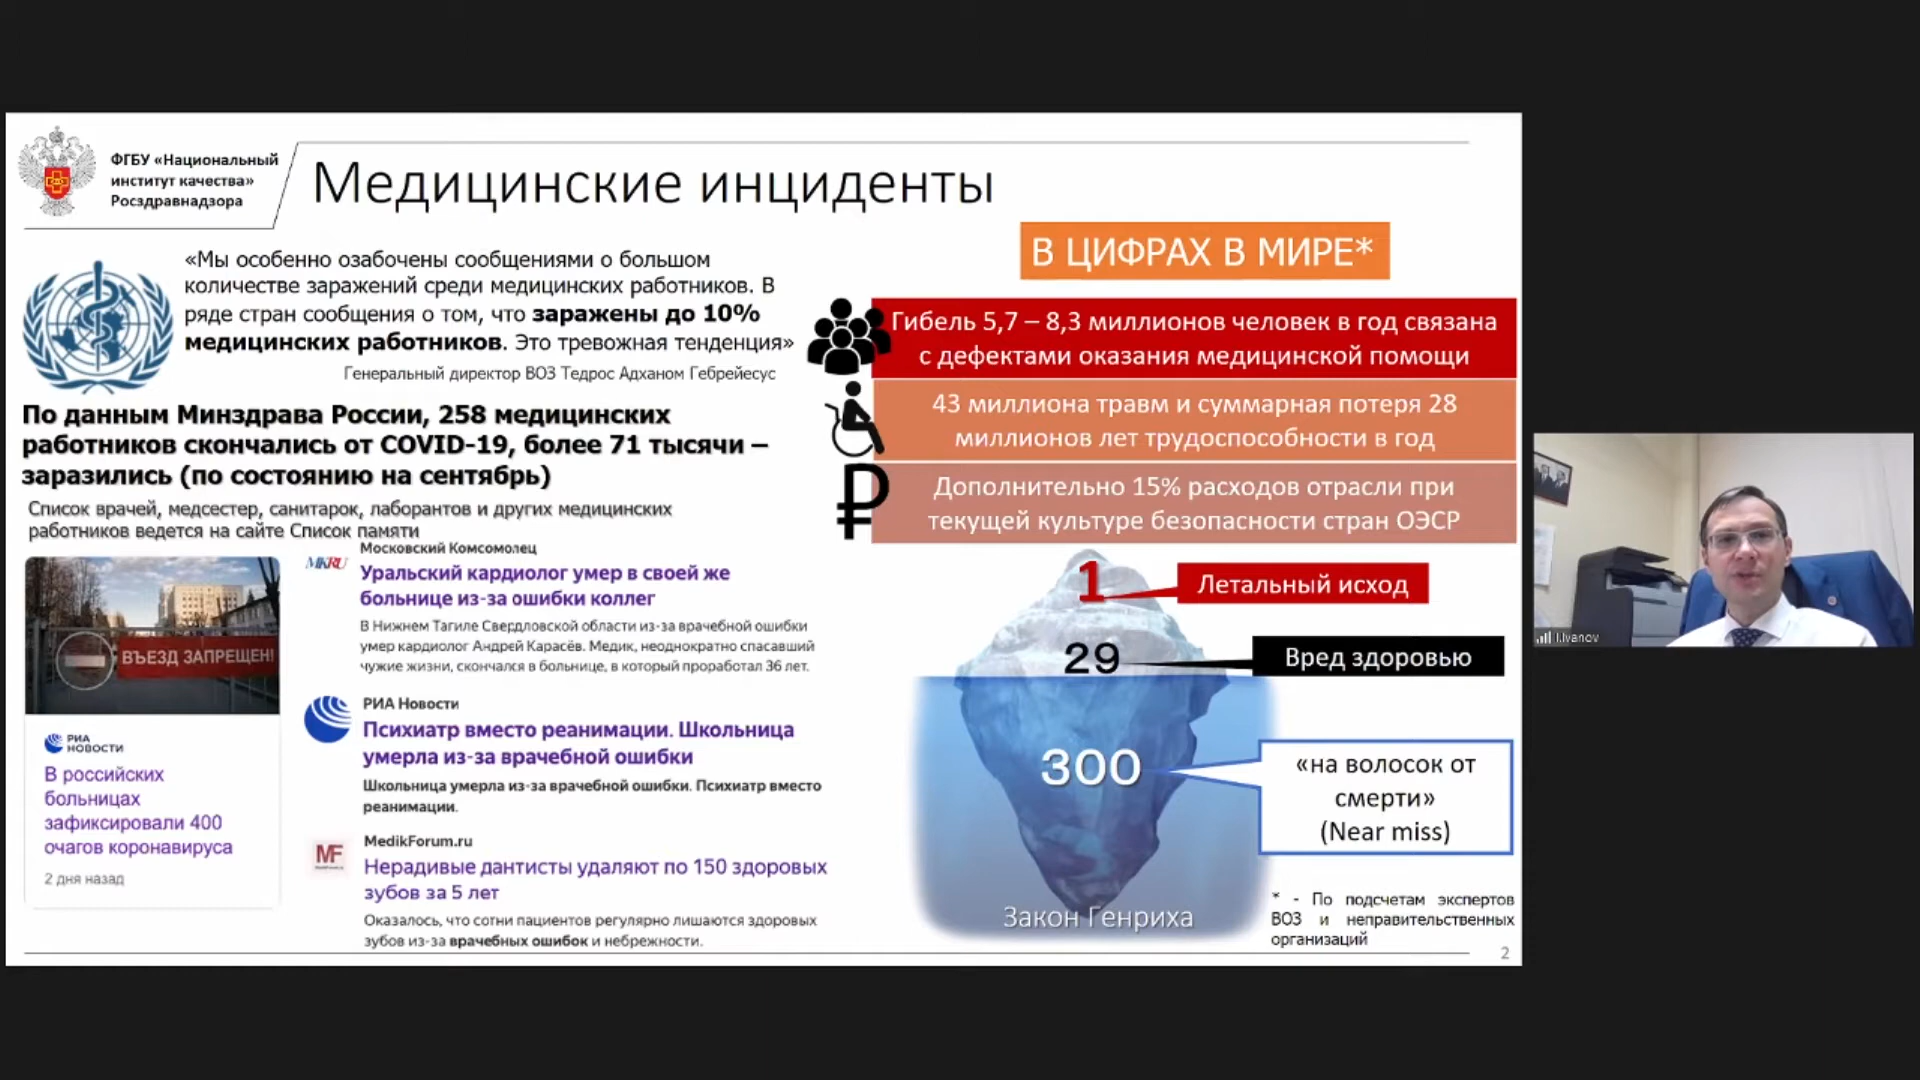 ФГБУ «Национальный
институт качества»
Росздравнадзора
Медицинские инциденты
«Мы особенно озабочены сообщениями о большом
количестве заражений среди медицинских работников. В
ряде стран сообщения о том, что заражены до 10%
медицинских работников. Это тревожная тенденция»
Генеральный директор ВОЗ Тедрос Адханом Гебрейесус
По данным Минздрава России, 258 медицинских
работников скончались от COVID-19, более 71 тысячи –
заразились (по состоянию на сентябрь)
Список врачей, медсестер, санитарок, лаборантов и других медицинских
работников ведется на сайте Список памяти
ВЪЕЗД ЗАПРЕЩЕН!
РИА
НОВОСТИ
В российских
больницах
зафиксировали 400
очагов коронавируса
2 дня назад
MKRU
Московский Комсомолец
Уральский кардиолог умер в своей же
больнице из-за ошибки коллег
В Нижнем Тагиле Свердловской области из-за врачебной ошибки
умер кардиолог Андрей Карасёв. Медик, неоднократно спасавший
чужие жизни, скончался в больнице, в который проработал 36 лет.
РИА Новости
Психиатр вместо реанимации. Школьница
умерла из-за врачебной ошибки
Школьница умерла из-за врачебной ошибки. Психиатр вместо
реанимации.
MF
MedikForum.ru
Нерадивые дантисты удаляют по 150 здоровых
зубов за 5 лет
Оказалось, что сотни пациентов регулярно лишаются здоровых
зубов из-за врачебных ошибок и небрежности.
В ЦИФРАХ В МИРЕ*
Гибель 5,7 – 8,3 миллионов человек в год связана
с дефектами оказания медицинской помощи
43 миллиона травм и суммарная потеря 28
миллионов лет трудоспособности в год
Дополнительно 15% расходов отрасли при
текущей культуре безопасности стран ОЭСР
1
Летальный исход
29
Вред здоровью
300
«на волосок от
смерти»
(Near miss)
Закон Генриха
* - По подсчетам экспертов
ВОЗ и неправительственных
организаций
2
I.Ivanov